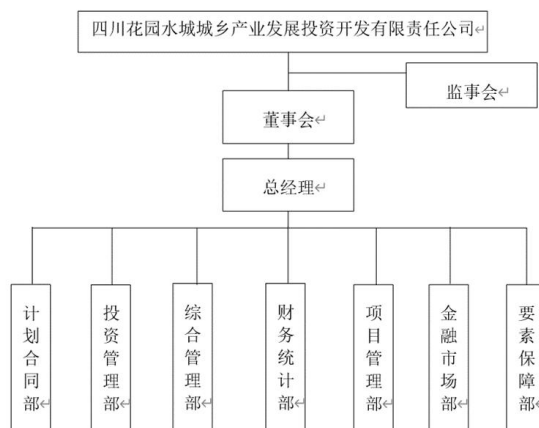 四川花园水城城乡产业发展投资开发有限责任公司
监事会
董事会
总经理
计划合同部
投资管理部
综合管理部
财务统计部
项目管理部
金融市场部
要素保障部